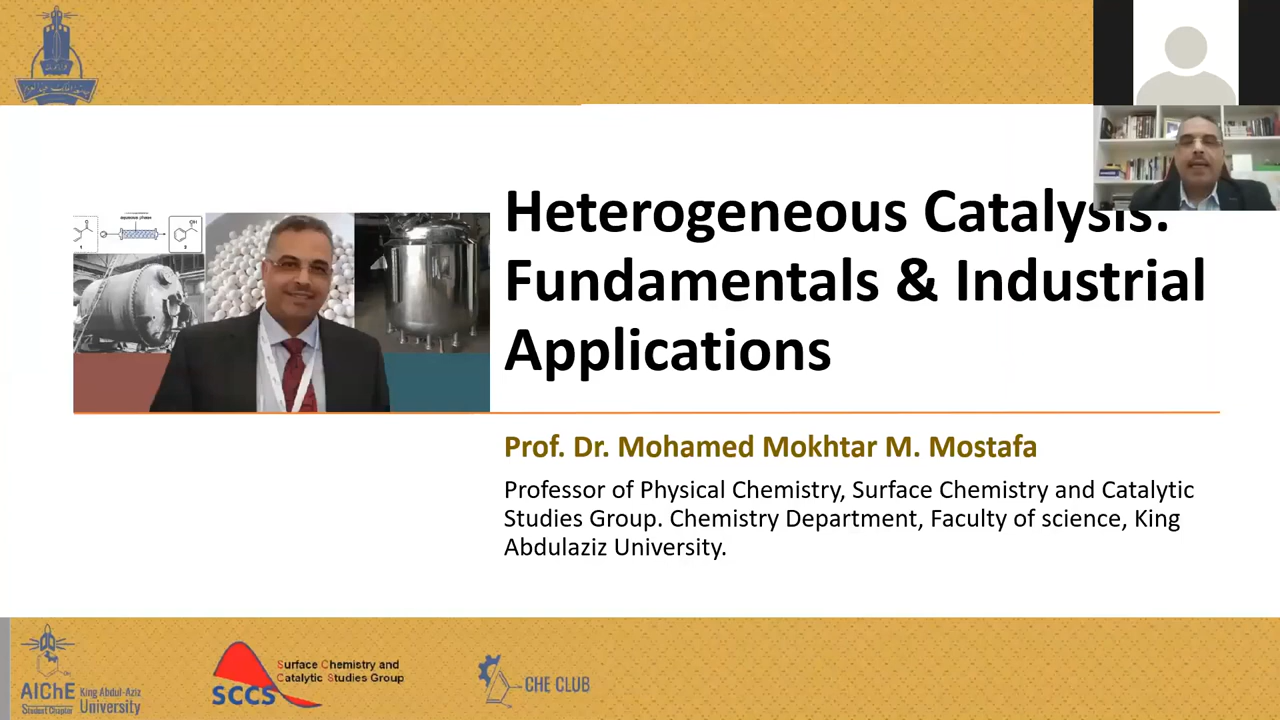 Heterogeneous Catalysis:
Fundamentals & Industrial
Applications
Prof. Dr. Mohamed Mokhtar M. Mostafa
Professor of Physical Chemistry, Surface Chemistry and Catalytic
Studies Group. Chemistry Department, Faculty of science, King
Abdulaziz University.
AIChE King Abdul-Aziz
Student Chapter University
SCCS
Surface Chemistry and
Catalytic Studies Group
CHE CLUB